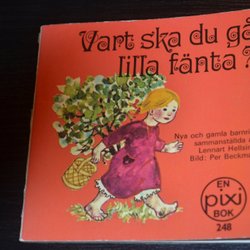 Vart ska du gå
lilla fänta?
Nya och gamla
sammanställda
Lennart
Bild: Per
EN
pixi
BOK
248